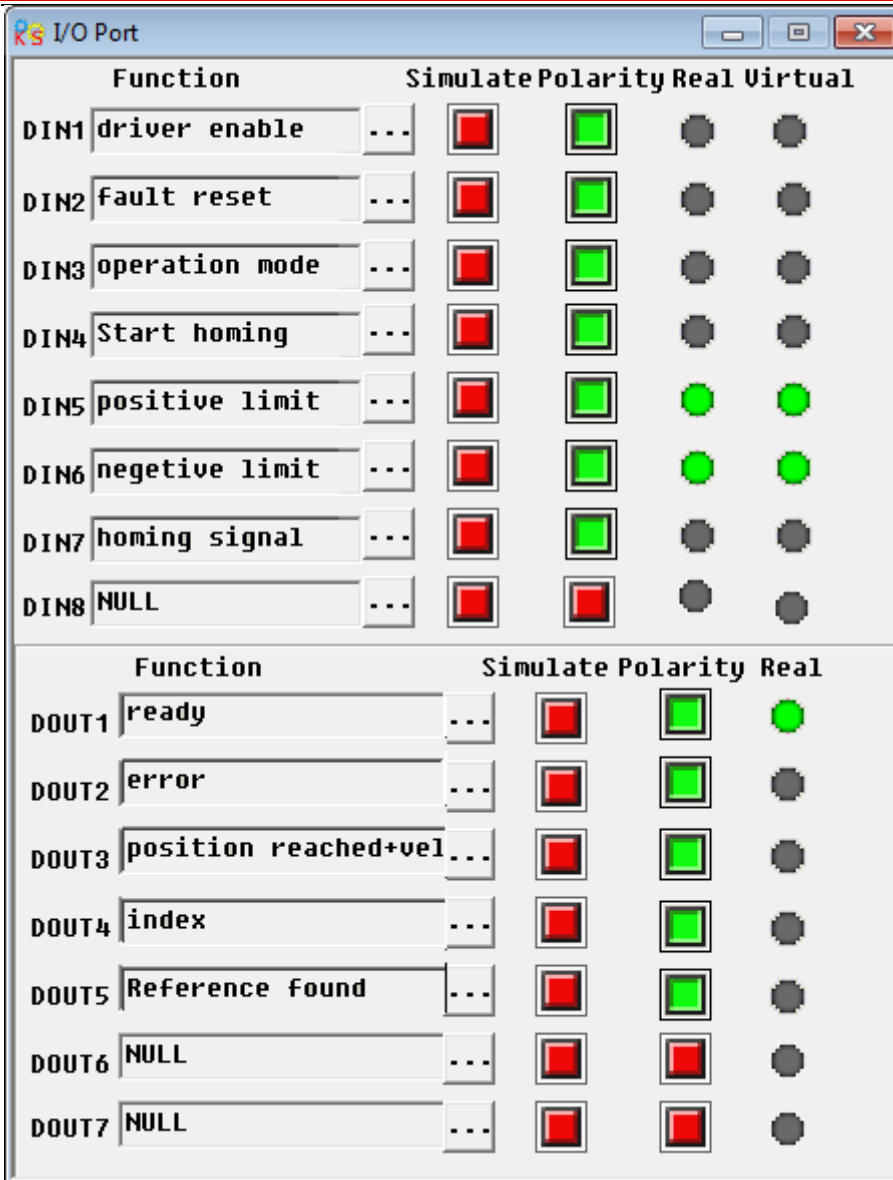 I/O Port
Function Simulate Polarity Real Virtual
DIN1 driver enable ...
DIN2 fault reset ...
DIN3 operation mode ...
DIN4 Start homing ...
DIN5 positive limit ...
DIN6 negetive limit ...
DIN7 homing signal ...
DIN8 NULL ...
Function Simulate Polarity Real
DOUT1 ready ...
DOUT2 error ...
DOUT3 position reached+vel ...
DOUT4 index ...
DOUT5 Reference found ...
DOUT6 NULL ...
DOUT7 NULL ...